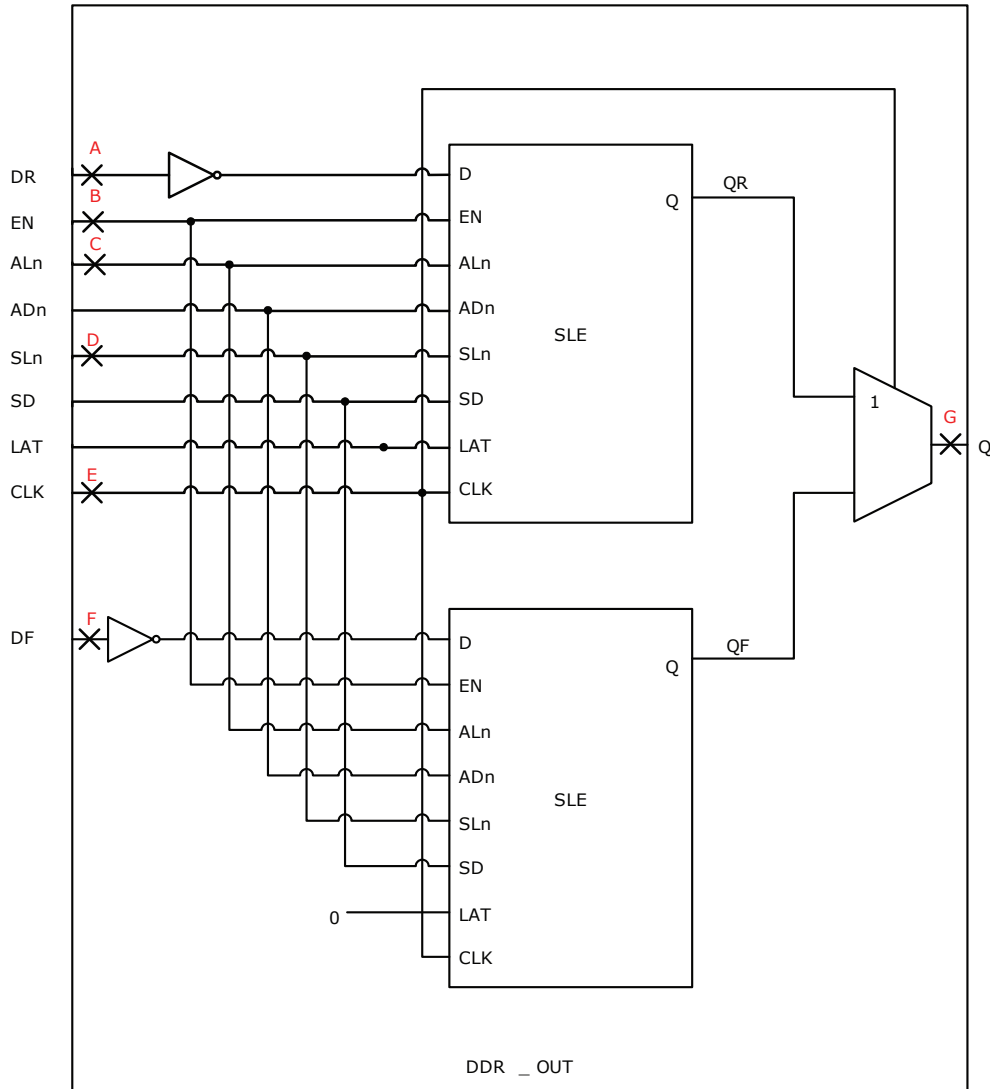 A
DR
D
B
Q
QR
EN
EN
C
ALn
ALn
ADn
ADn
SLE
D
SLn
SLn
SD
SD
1
G
LAT
LAT
Q
E
CLK
CLK
F
DF
D
QF
Q
EN
ALn
ADn
SLE
SLn
SD
0
LAT
CLK
DDR _ OUT